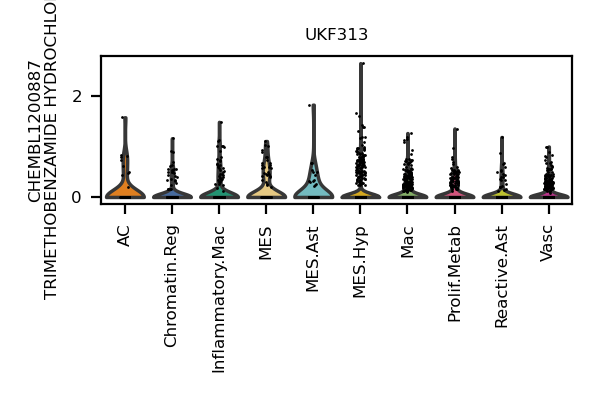 UKF313
CHEMBL1200887
TRIMETHOBENZAMIDE HYDROCHLO
2
0
AC
Chromatin.Reg
Inflammatory.Mac
MES
MES.Ast
MES.Hyp
Mac
Prolif.Metab
Reactive.Ast
Vasc